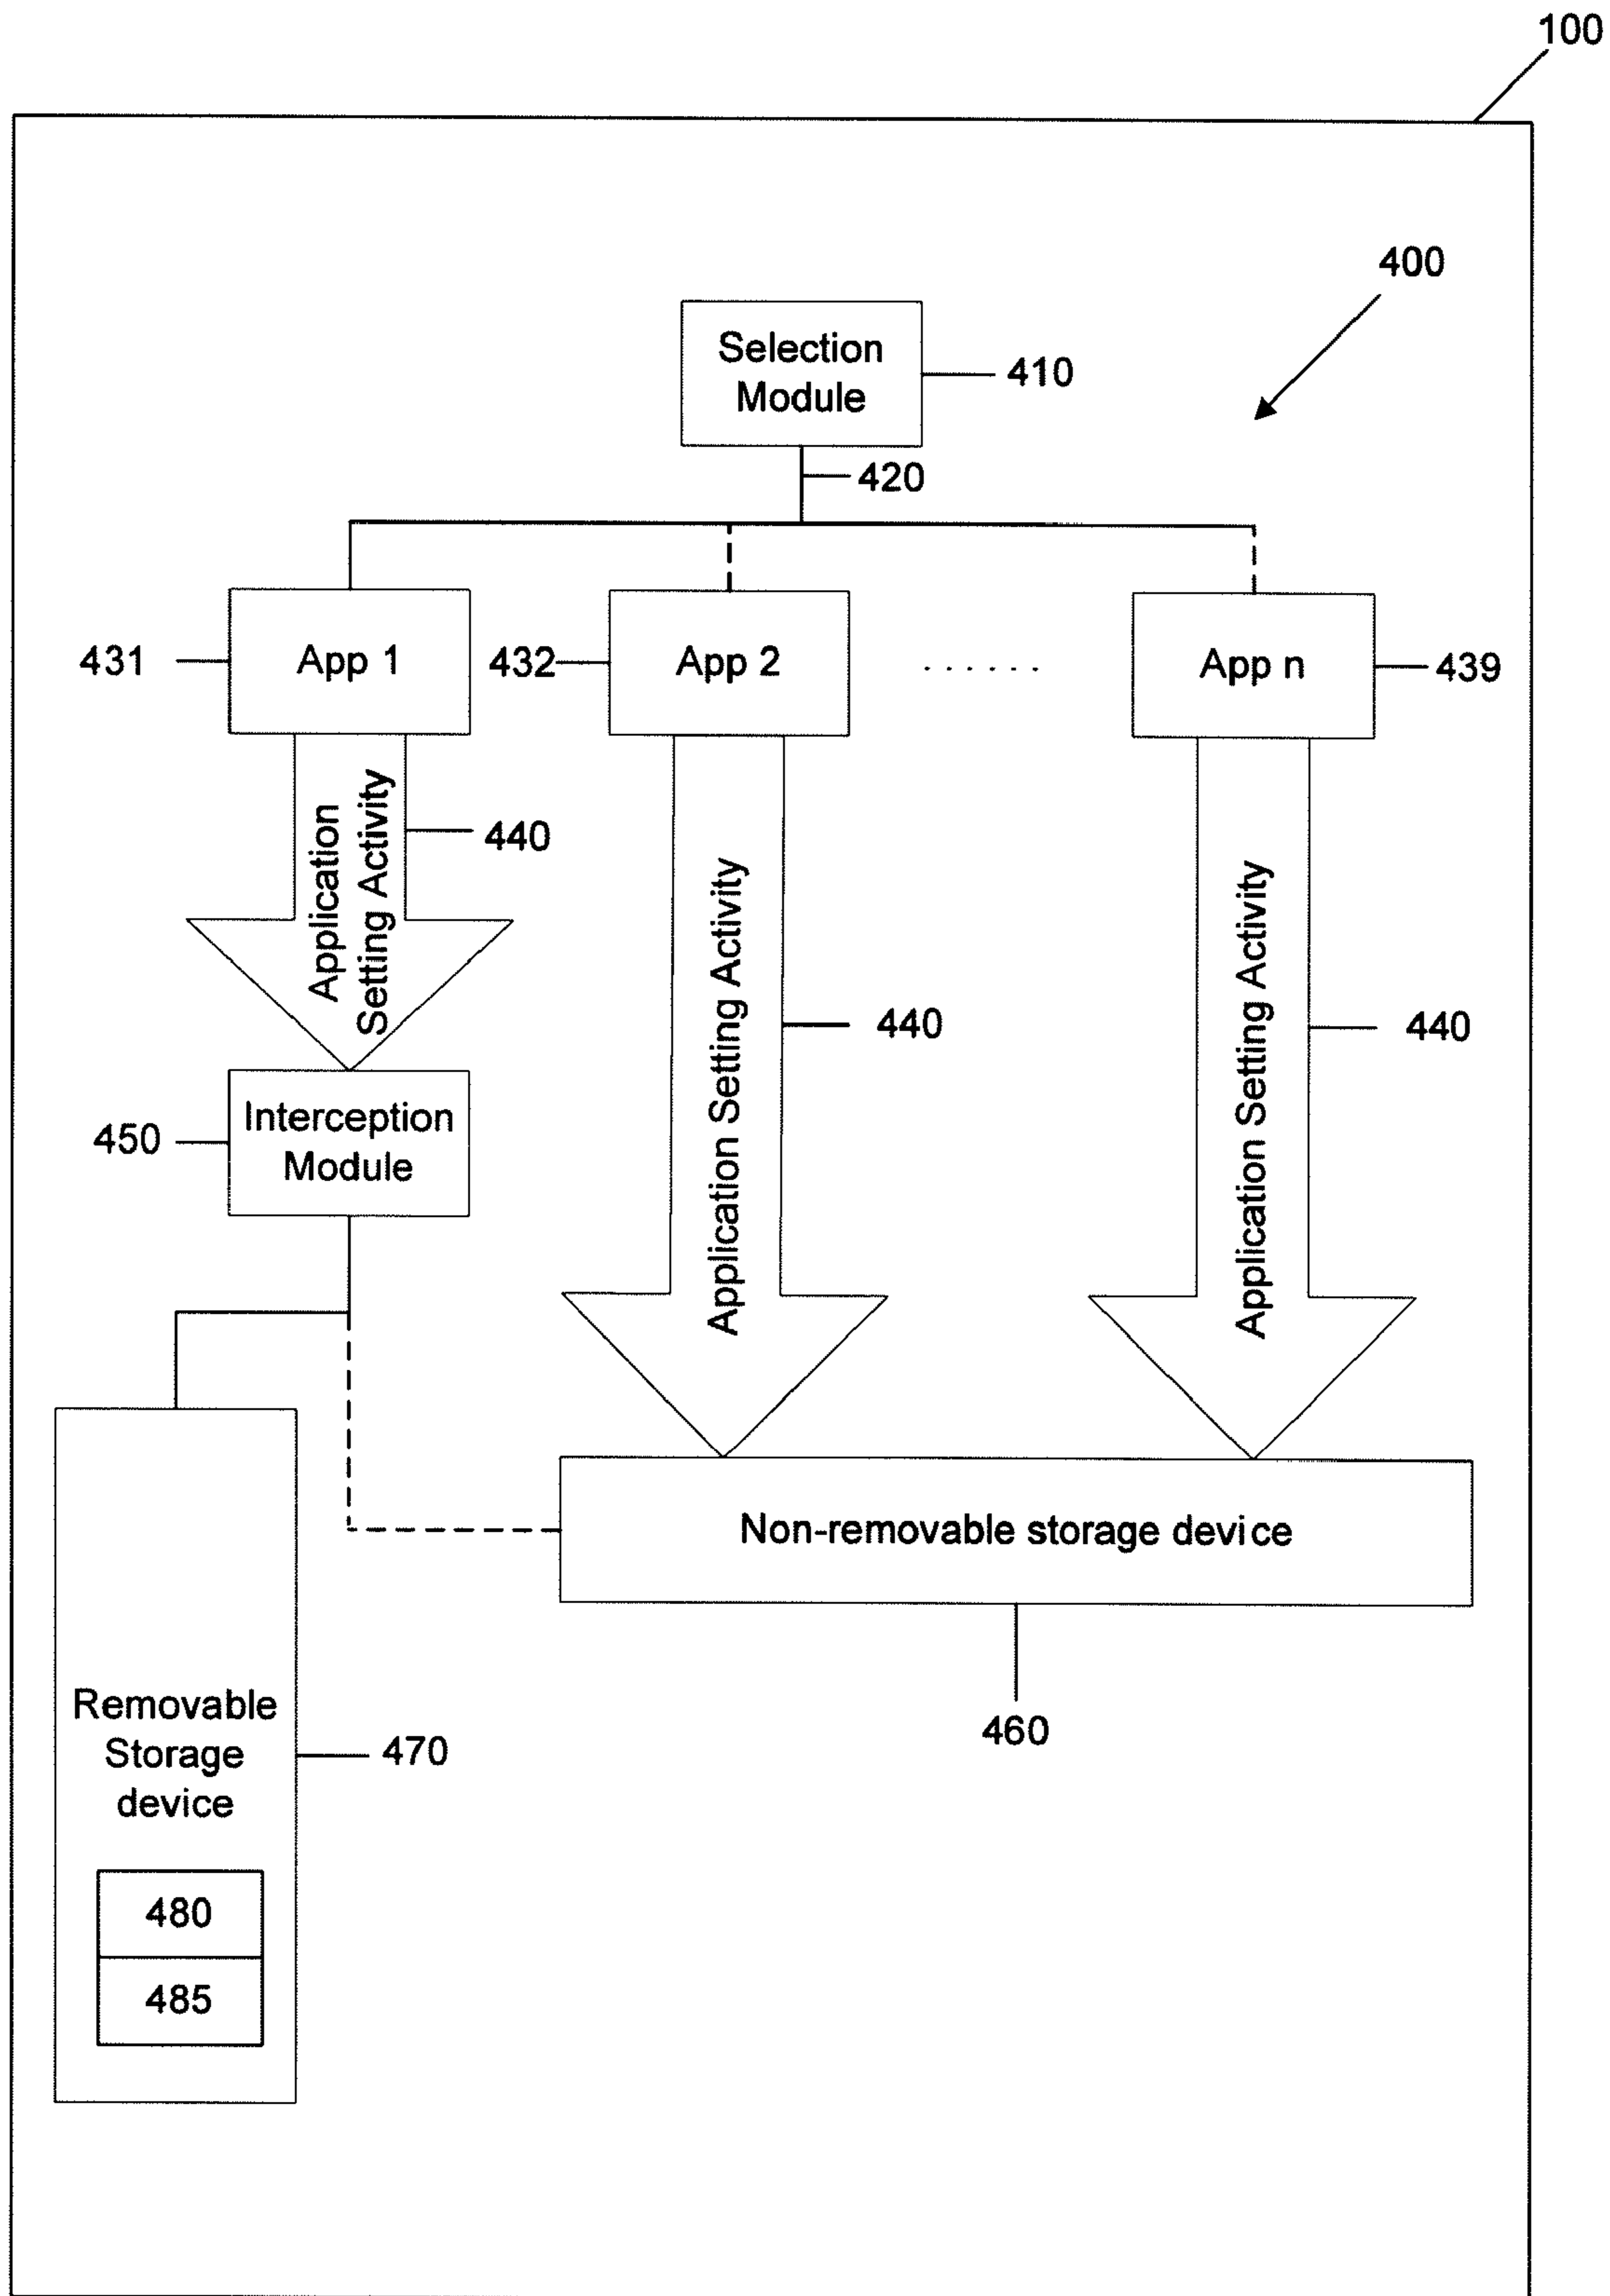 100
400
Selection
Module
410
420
431
App 1
432
App 2
......
App n
439
Application
Setting Activity
440
Application Setting Activity
440
Application Setting Activity
440
450
Interception
Module
Non-removable storage device
460
Removable
Storage
device
470
480
485